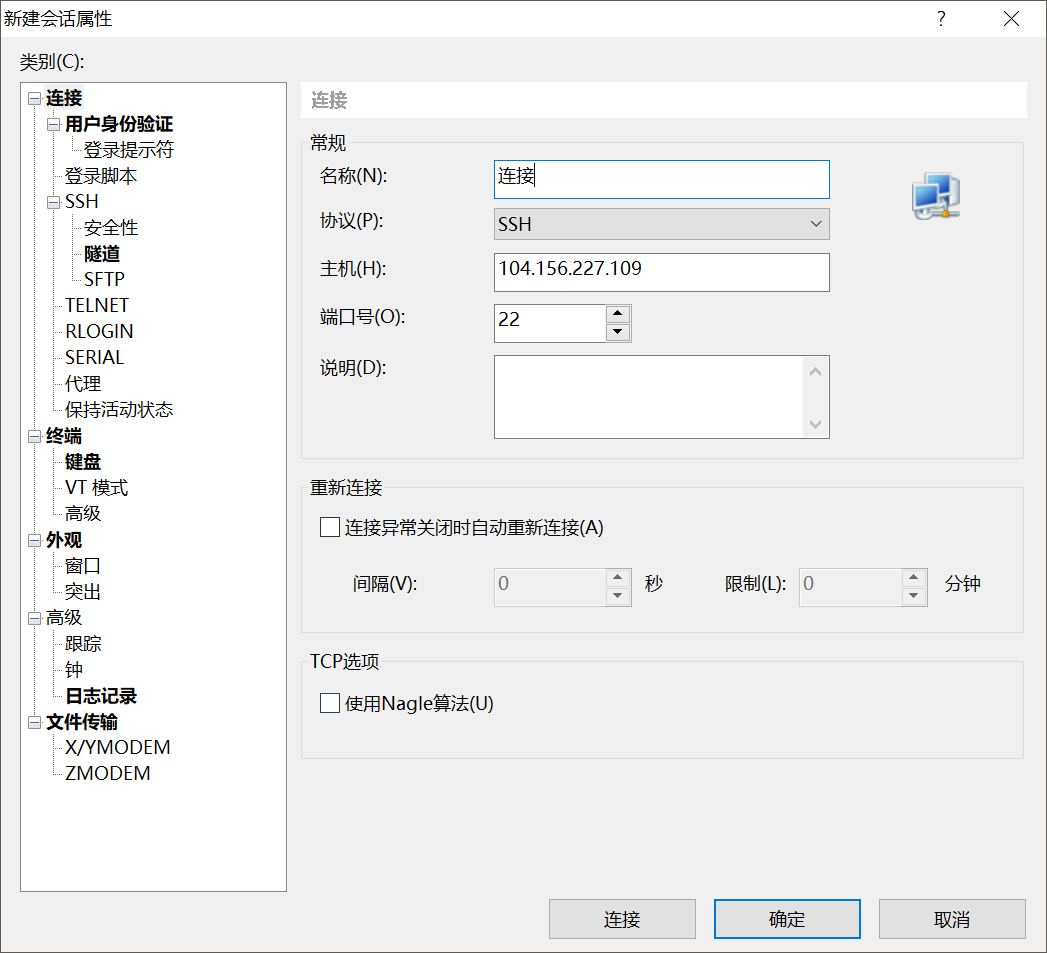 新建会话属性
?
类别(C):
连接
用户身份验证
登录提示符
登录脚本
SSH
安全性
隧道
SFTP
TELNET
RLOGIN
SERIAL
代理
保持活动状态
终端
键盘
VT 模式
高级
外观
窗口
突出
高级
跟踪
钟
日志记录
文件传输
X/YMODEM
ZMODEM
连接
常规
名称(N): 连接
协议(P): SSH
主机(H): 104.156.227.109
端口号(O): 22
说明(D):
重新连接
连接异常关闭时自动重新连接(A)
间隔(V): 0 秒 限制(L): 0 分钟
TCP选项
使用Nagle算法(U)
连接 确定 取消